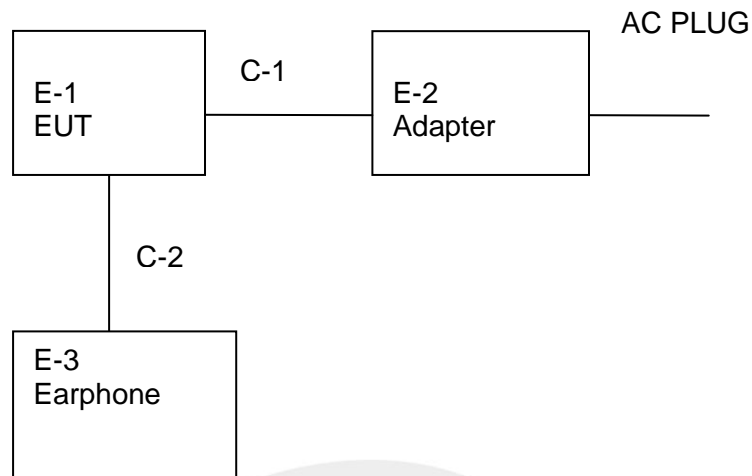 AC PLUG
C-1
E-1
EUT
E-2
Adapter
C-2
E-3
Earphone